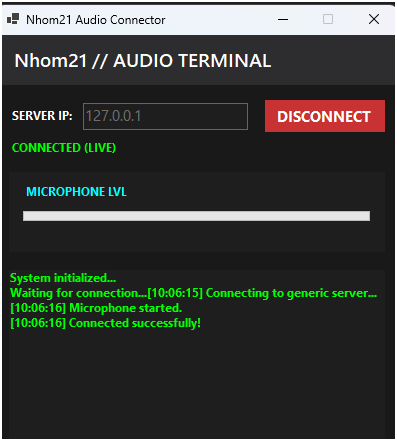 Nhom21 Audio Connector
Nhom21 // AUDIO TERMINAL
SERVER IP: 127.0.0.1 DISCONNECT
CONNECTED (LIVE)
MICROPHONE LVL
System initialized...
Waiting for connection...[10:06:15] Connecting to generic server...
[10:06:16] Microphone started.
[10:06:16] Connected successfully!